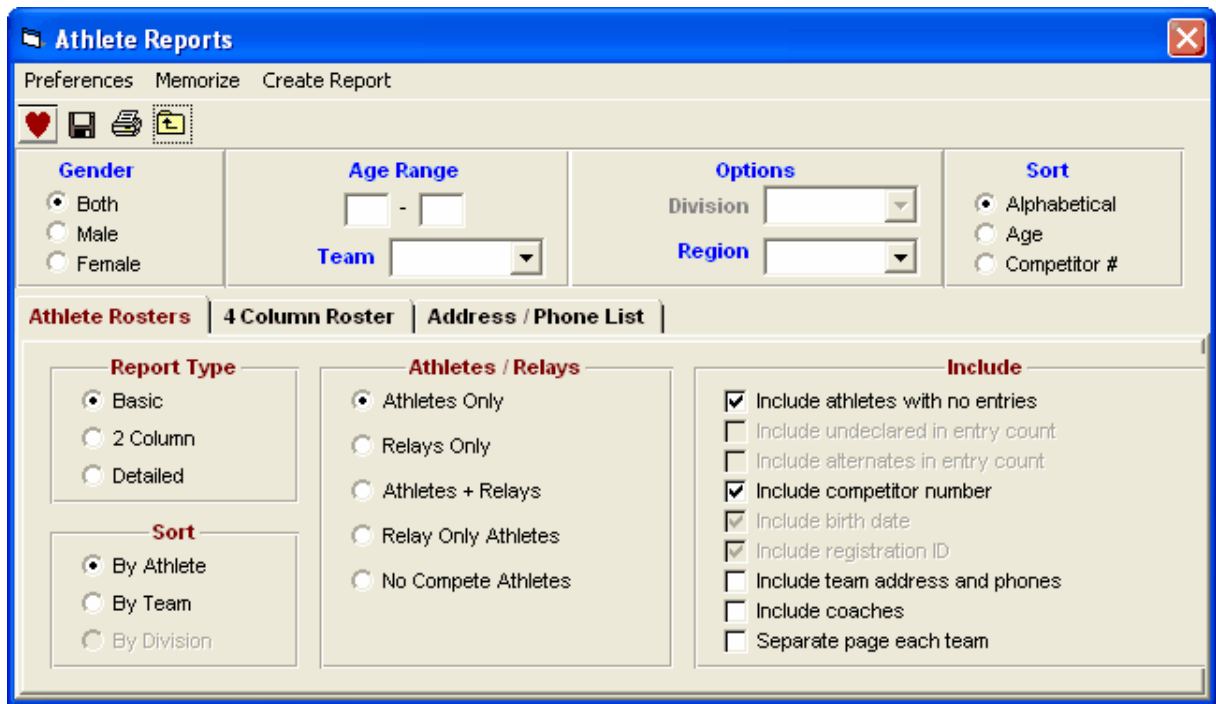 Athlete Reports
Preferences Memorize Create Report
Gender
Both
Male
Female
Age Range
-
Team
Options
Division
Region
Sort
Alphabetical
Age
Competitor #
Athlete Rosters 4 Column Roster Address / Phone List
Report Type
Basic
2 Column
Detailed
Sort
By Athlete
By Team
By Division
Athletes / Relays
Athletes Only
Relays Only
Athletes + Relays
Relay Only Athletes
No Compete Athletes
Include
Include athletes with no entries
Include undeclared in entry count
Include alternates in entry count
Include competitor number
Include birth date
Include registration ID
Include team address and phones
Include coaches
Separate page each team